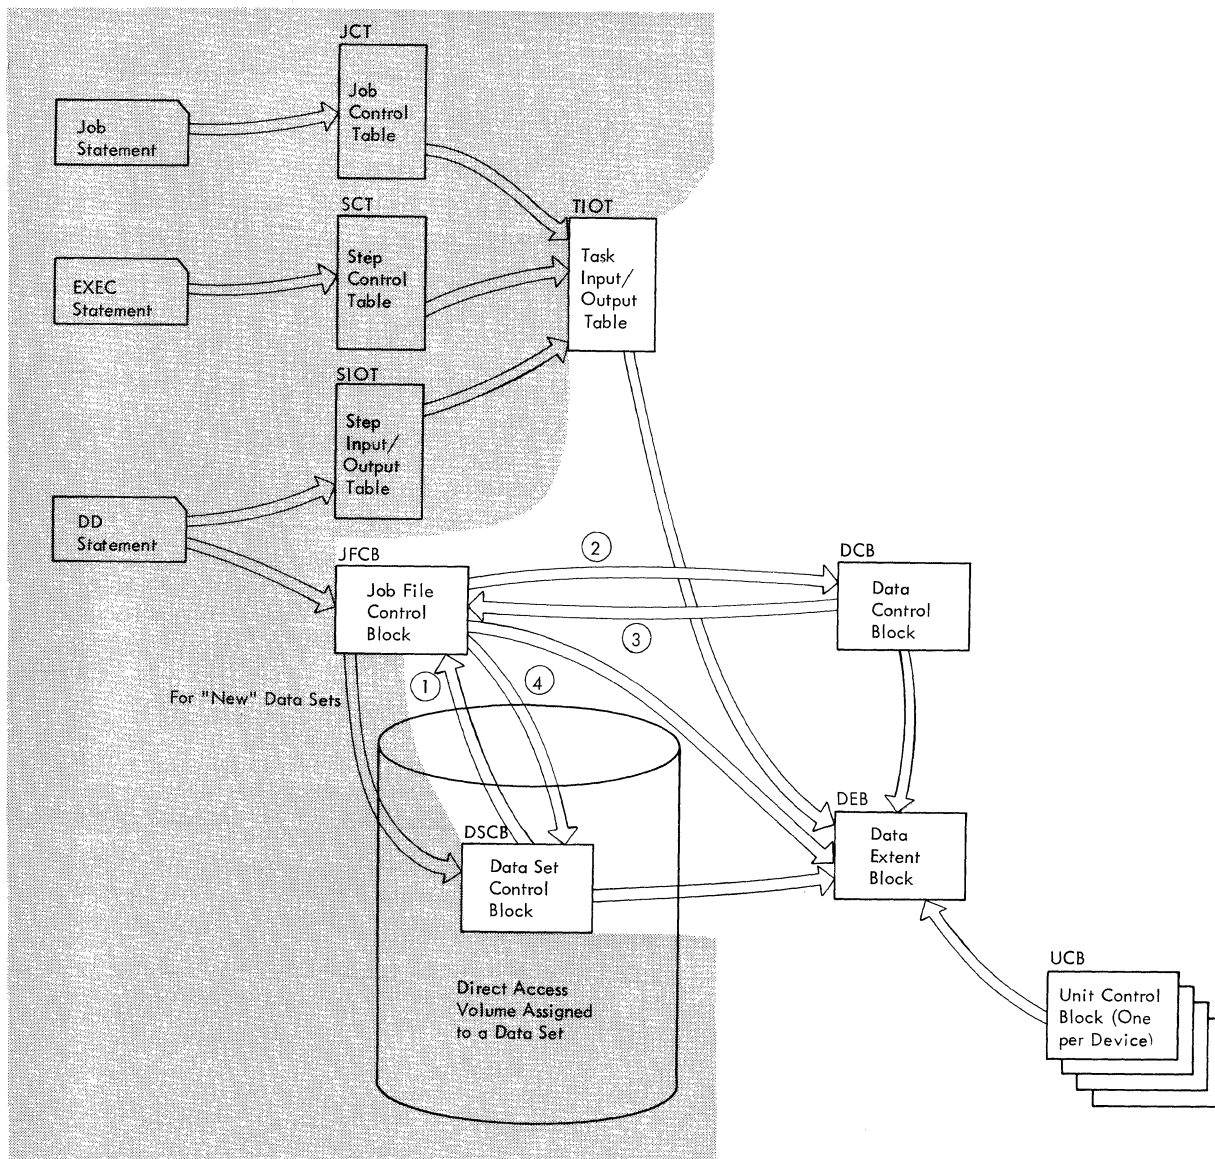 JCT
Job
Control
Table
Job
Statement
SCT
Step
Control
Table
EXEC
Statement
TIOT
Task
Input/
Output
Table
SIOT
Step
Input/
Output
Table
DD
Statement
JFCB
Job File
Control
Block
2
DCB
Data
Control
Block
3
For "New" Data Sets
1
4
DSCB
Data Set
Control
Block
DEB
Data
Extent
Block
Direct Access
Volume Assigned
to a Data Set
UCB
Unit Control
Block (One
per Device)